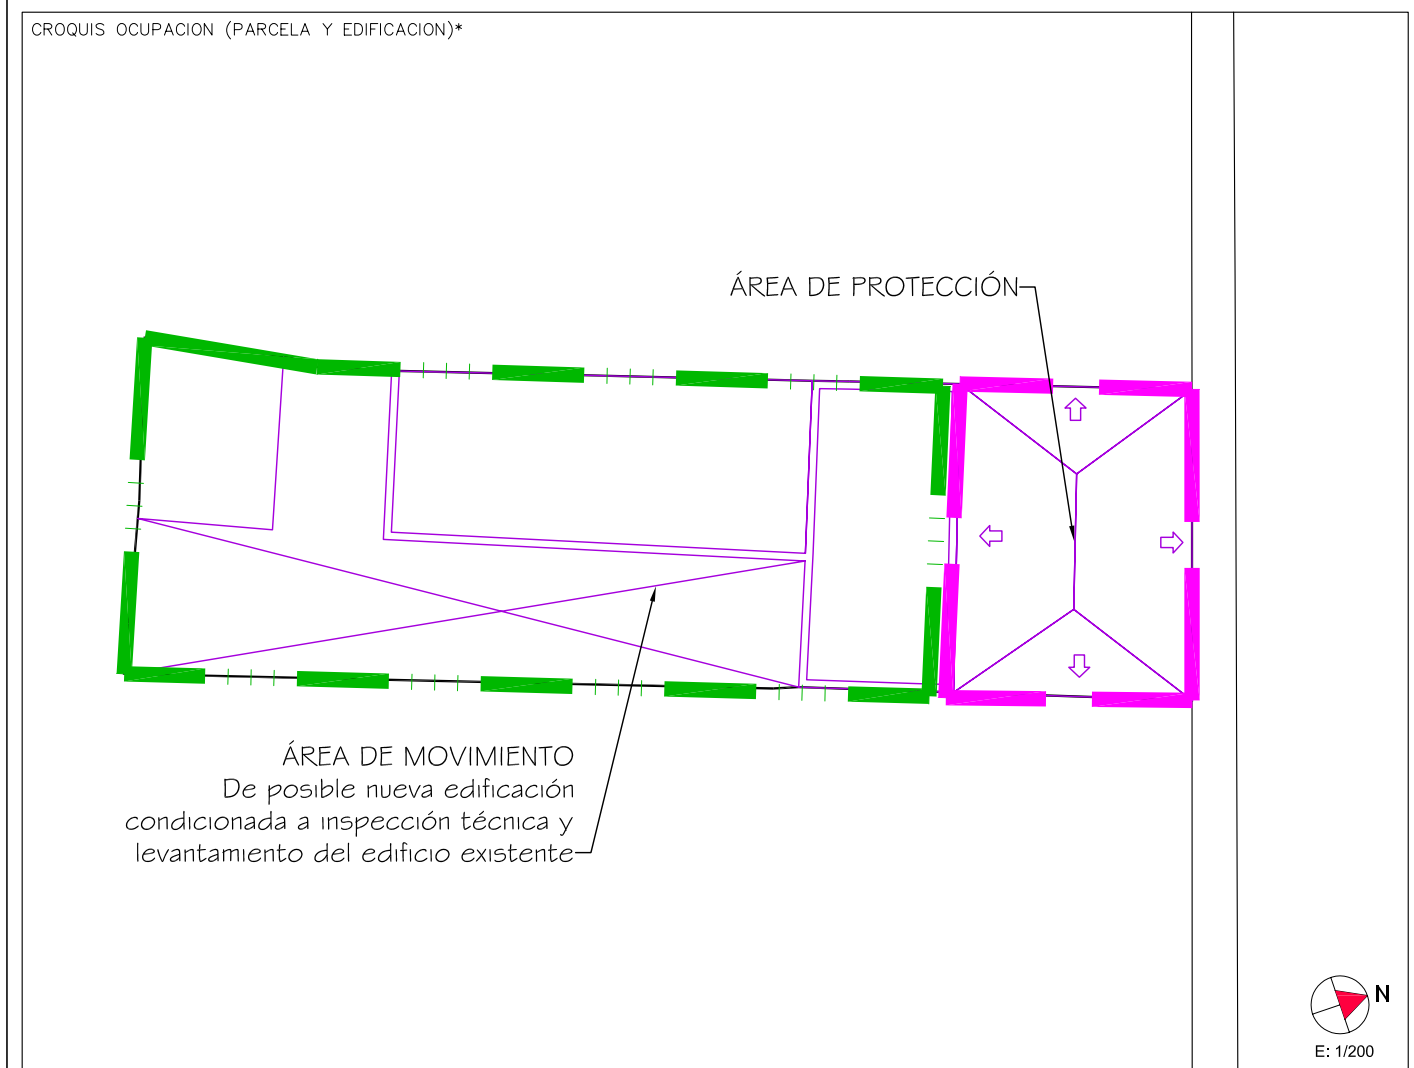 CROQUIS OCUPACION (PARCELA Y EDIFICACION)*
ÁREA DE PROTECCIÓN
ÁREA DE MOVIMIENTO
De posible nueva edificación
condicionada a inspección técnica y
levantamiento del edificio existente
N
E: 1/200